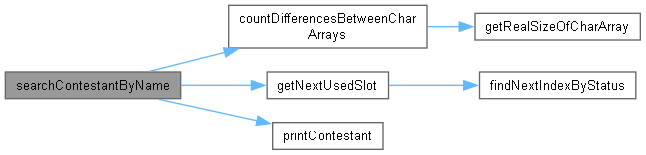 searchContestantByName
countDifferencesBetweenChar
Arrays
getRealSizeOfCharArray
getNextUsedSlot
findNextIndexByStatus
printContestant